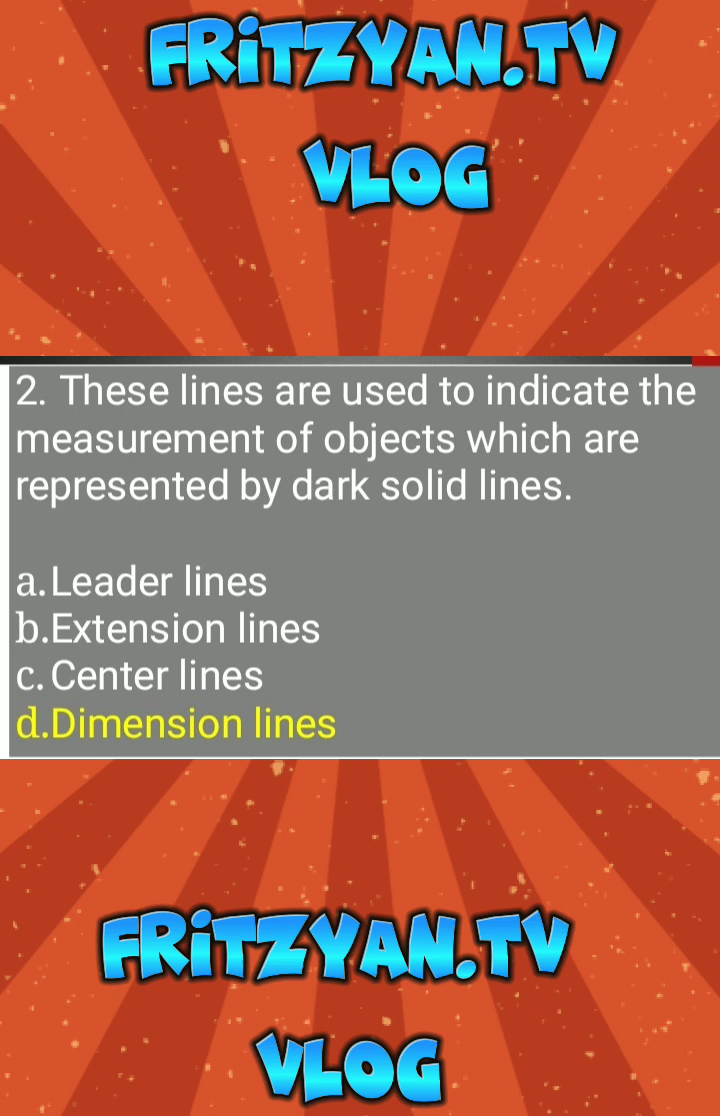 FRiTZYAN.TV
VLOG
2. These lines are used to indicate the
measurement of objects which are
represented by dark solid lines.
a. Leader lines
b. Extension lines
c. Center lines
d. Dimension lines
FRiTZYAN.TV
VLOG